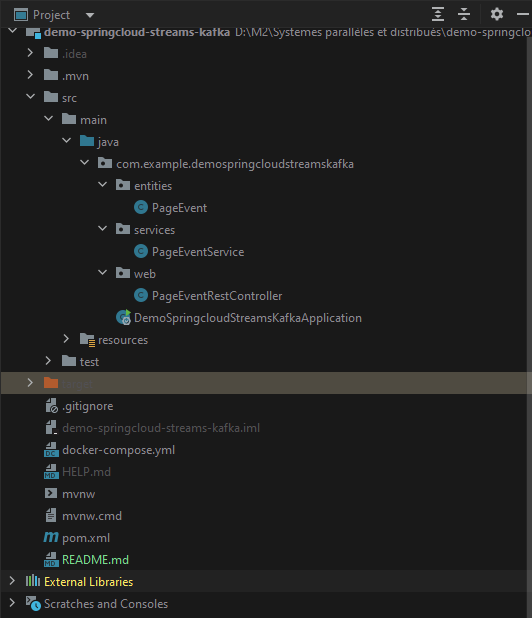 Project
demo-springcloud-streams-kafka D:\M2\Systèmes parallèles et distribués\demo-springclo
.idea
.mvn
src
main
java
com.example.demospringcloudstreamskafka
entities
PageEvent
services
PageEventService
web
PageEventRestController
DemoSpringcloudStreamsKafkaApplication
resources
test
target
.gitignore
demo-springcloud-streams-kafka.iml
docker-compose.yml
HELP.md
mvnw
mvnw.cmd
pom.xml
README.md
External Libraries
Scratches and Consoles